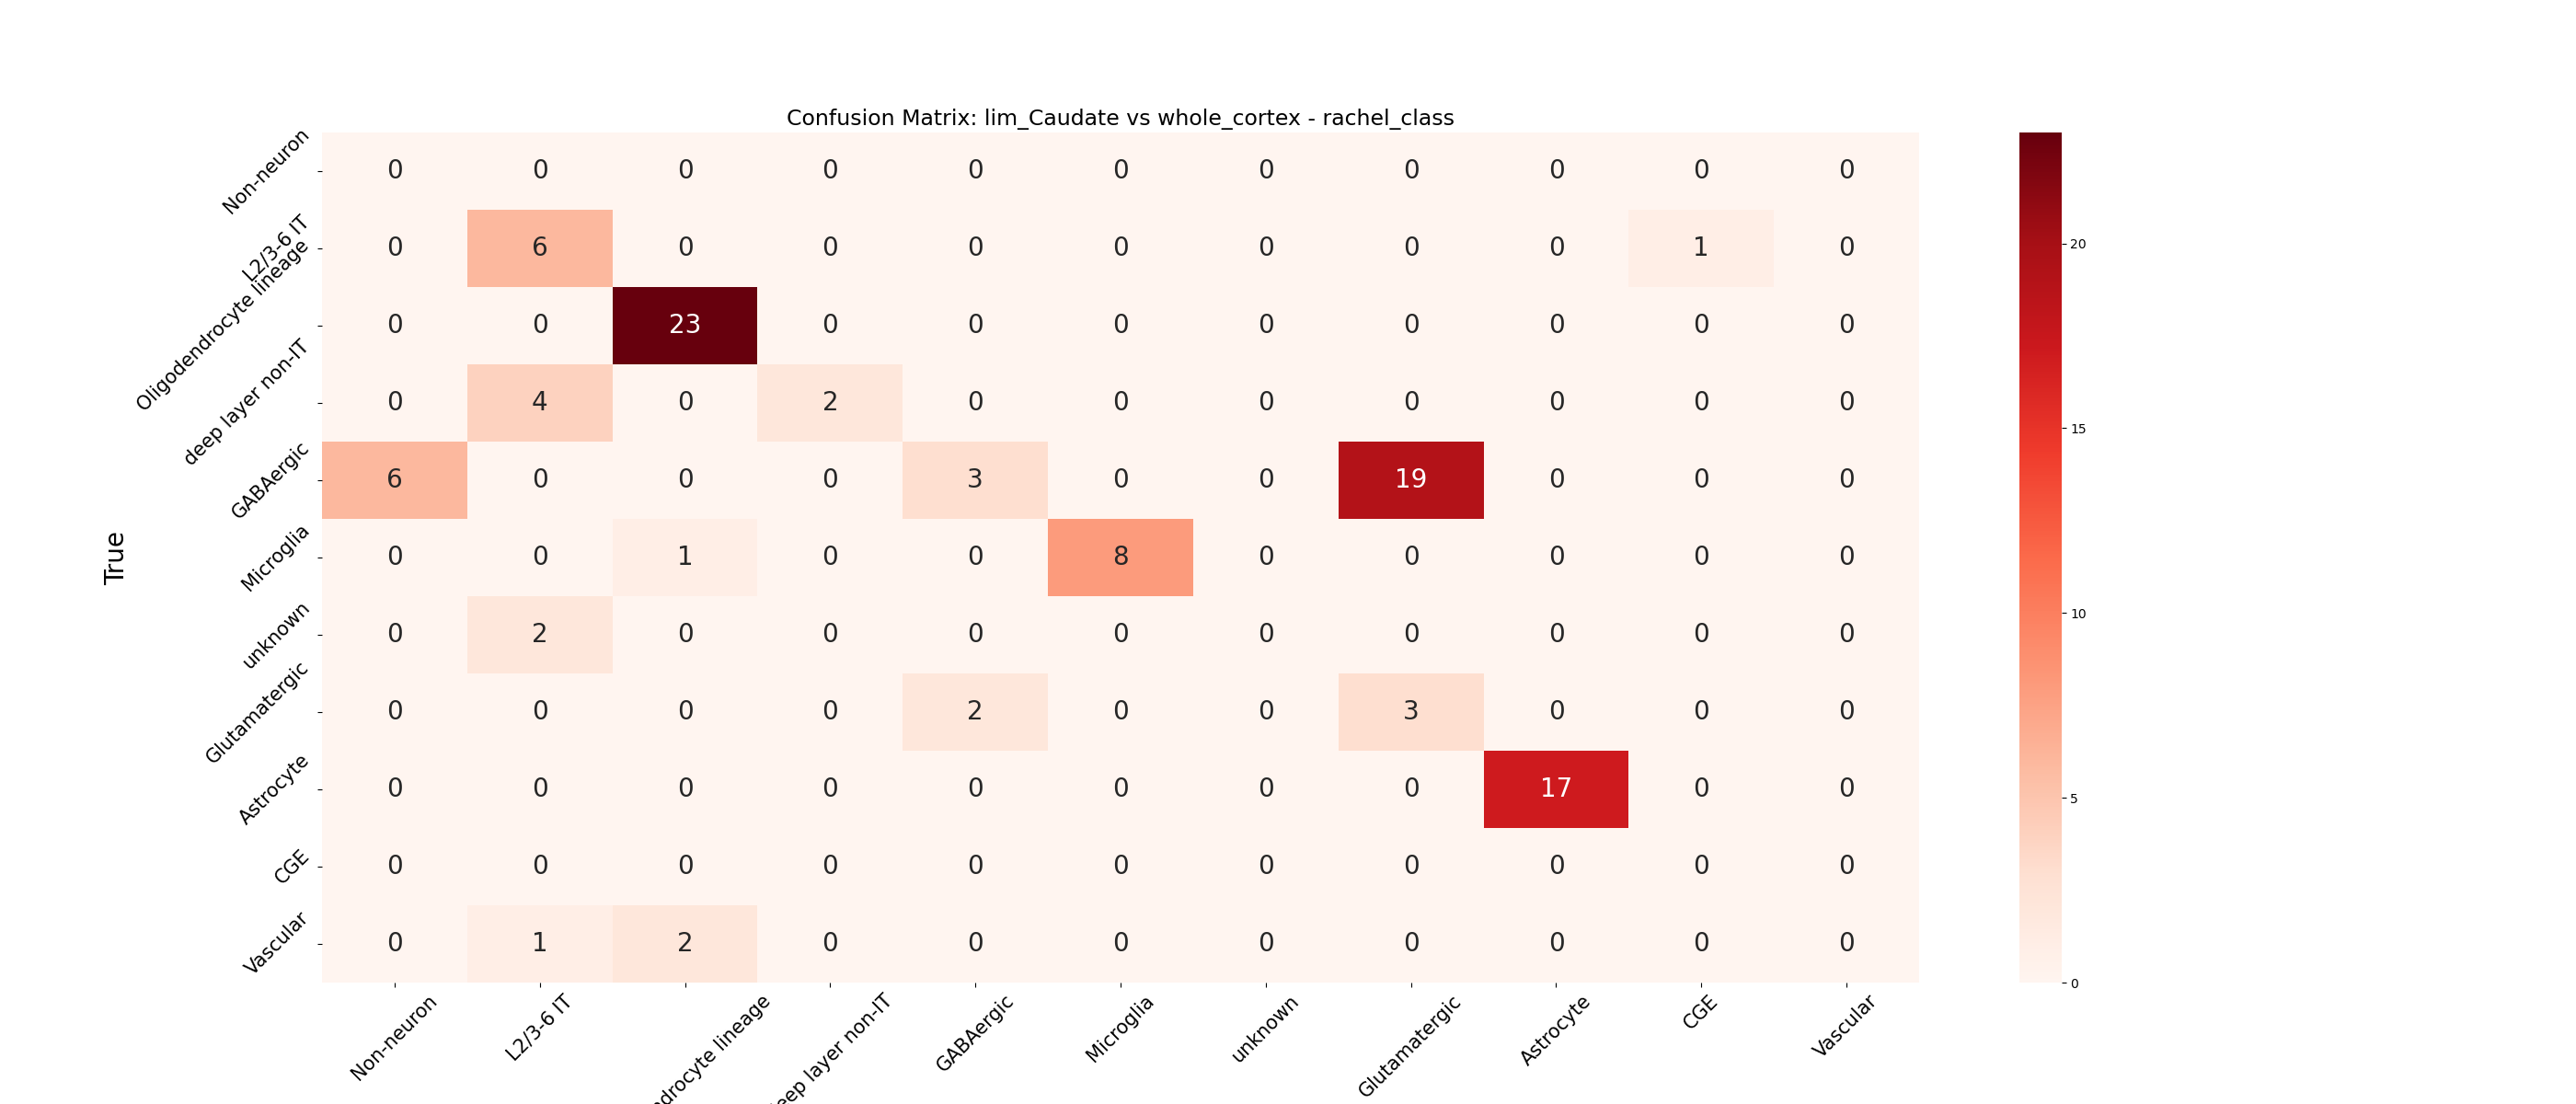 Confusion Matrix: lim_Caudate vs whole_cortex - rachel_class
True
Non-neuron 0 0 0 0 0 0 0 0 0 0 0
L2/3-6 IT 0 6 0 0 0 0 0 0 0 1 0
Oligodendrocyte lineage 0 0 23 0 0 0 0 0 0 0 0
deep layer non-IT 0 4 0 2 0 0 0 0 0 0 0
GABAergic 6 0 0 0 3 0 0 19 0 0 0
Microglia 0 0 1 0 0 8 0 0 0 0 0
unknown 0 2 0 0 0 0 0 0 0 0 0
Glutamatergic 0 0 0 0 2 0 0 3 0 0 0
Astrocyte 0 0 0 0 0 0 0 0 17 0 0
CGE 0 0 0 0 0 0 0 0 0 0 0
Vascular 0 1 2 0 0 0 0 0 0 0 0
Non-neuron L2/3-6 IT drocyte lineage eep layer non-IT GABAergic Microglia unknown Glutamatergic Astrocyte CGE Vascular
20
15
10
5
0